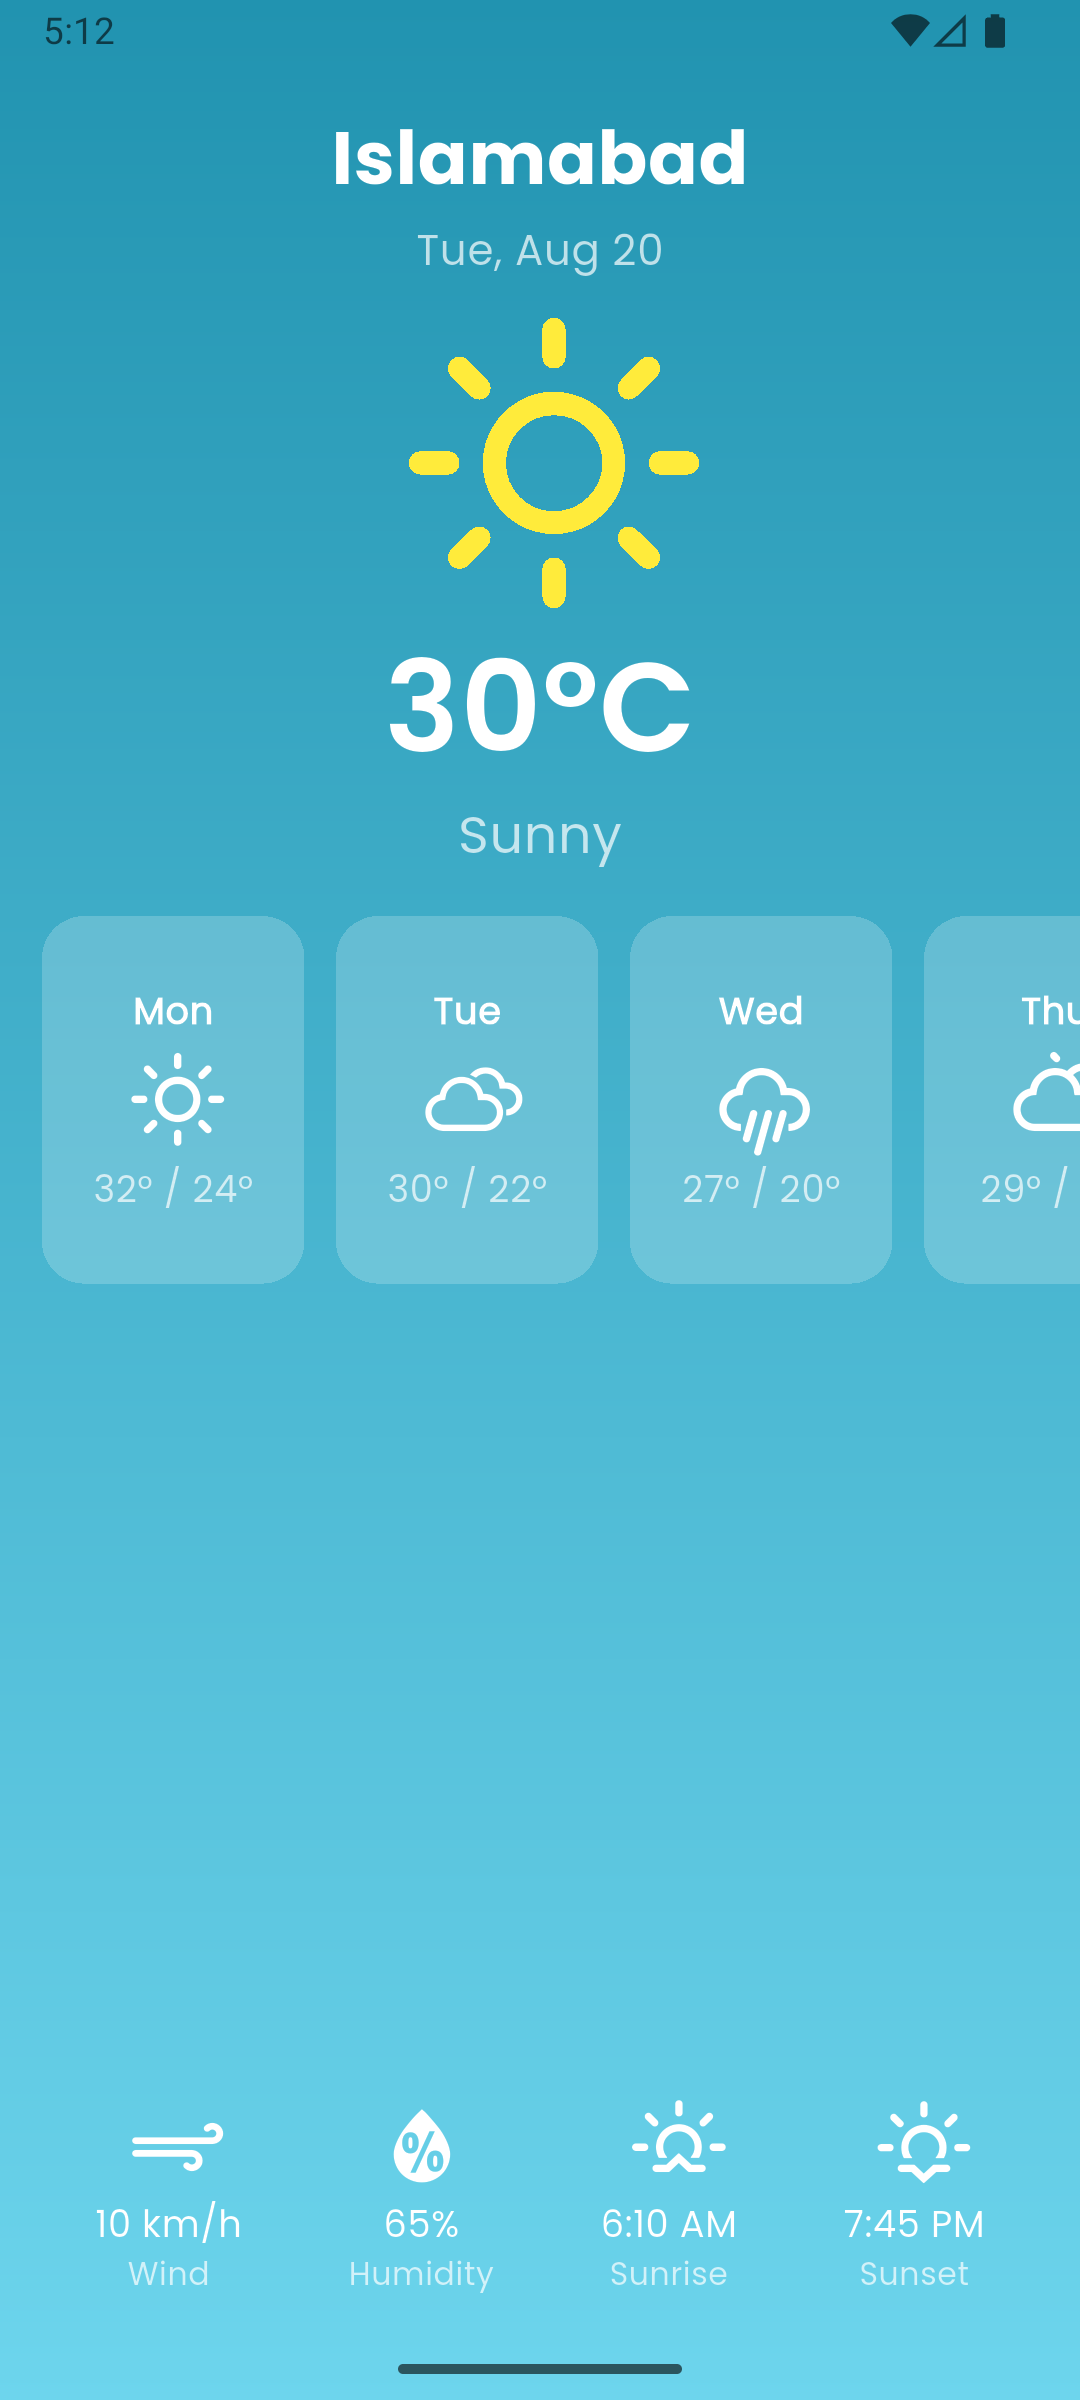 5:12
Islamabad
Tue, Aug 20
30°C
Sunny
Mon
32° / 24°
Tue
30° / 22°
Wed
27° / 20°
Thu
29° /
10 km/h
Wind
%
65%
Humidity
6:10 AM
Sunrise
7:45 PM
Sunset